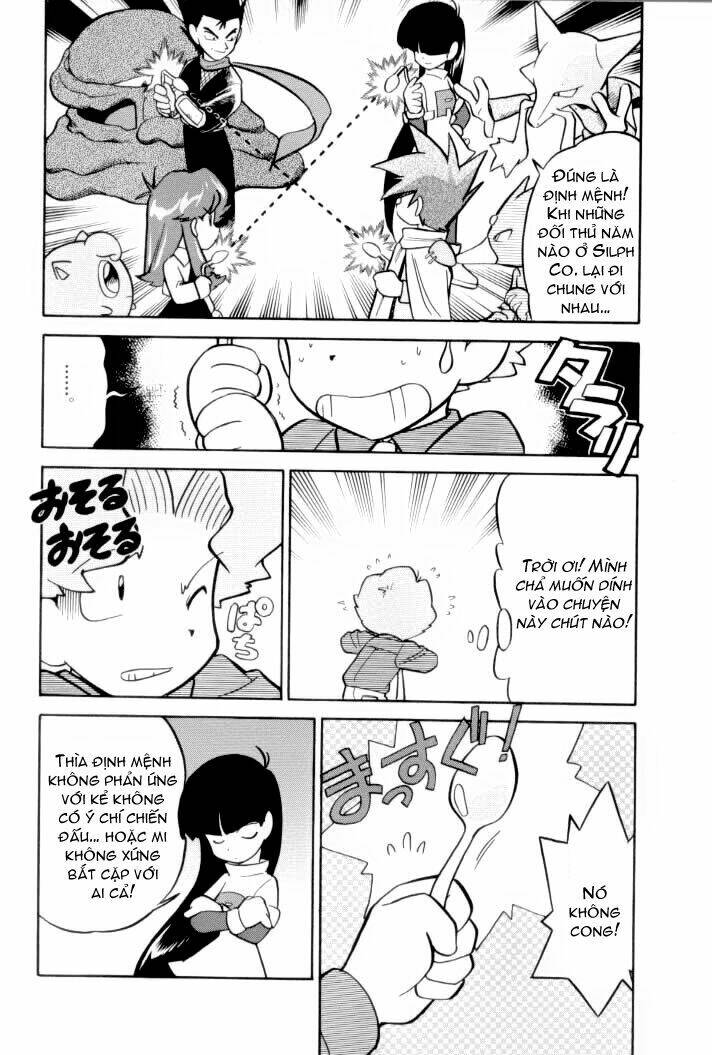 ĐÚNG LÀ
ĐỊNH MỆNH!
KHI NHỮNG
ĐỐI THỦ NĂM
NÀO Ở SILPH
CO. LẠI ĐI
CHUNG VỚI
NHAU...
タラリ
.......
TRỜI ƠI! MÌNH
CHẢ MUỐN DÍNH
VÀO CHUYỆN
NÀY CHÚT NÀO!
おそる
おそる
ぱち
まっすぐ!
NÓ
KHÔNG
CONG!
THÌA ĐỊNH MỆNH
KHÔNG PHẢN ỨNG
VỚI KẺ KHÔNG
CÓ Ý CHÍ CHIẾN
ĐẤU... HOẶC MI
KHÔNG XỨNG
BẮT CẶP VỚI
AI CẢ!